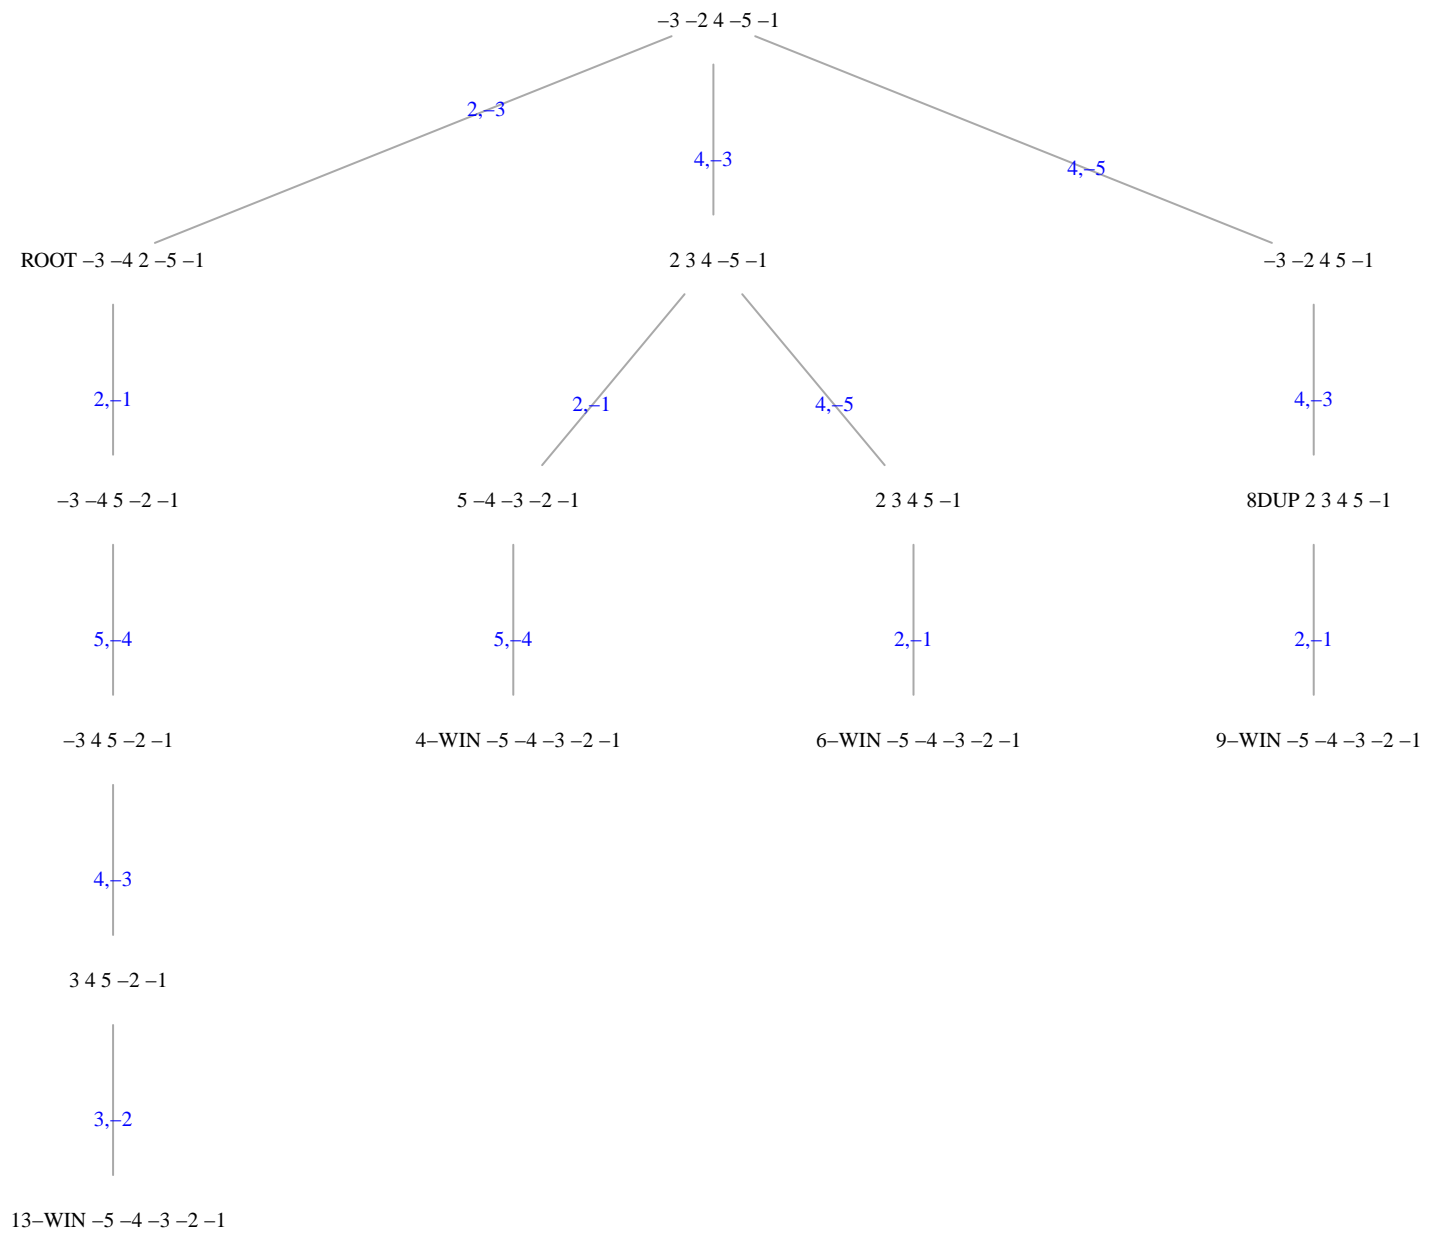 –3 –2 4 –5 –1
2,–3
4,–3
4,–5
ROOT –3 –4 2 –5 –1
2 3 4 –5 –1
–3 –2 4 5 –1
2,–1
2,–1
4,–5
4,–3
–3 –4 5 –2 –1
5 –4 –3 –2 –1
2 3 4 5 –1
8DUP 2 3 4 5 –1
5,–4
5,–4
2,–1
2,–1
–3 4 5 –2 –1
4–WIN –5 –4 –3 –2 –1
6–WIN –5 –4 –3 –2 –1
9–WIN –5 –4 –3 –2 –1
4,–3
3 4 5 –2 –1
3,–2
13–WIN –5 –4 –3 –2 –1